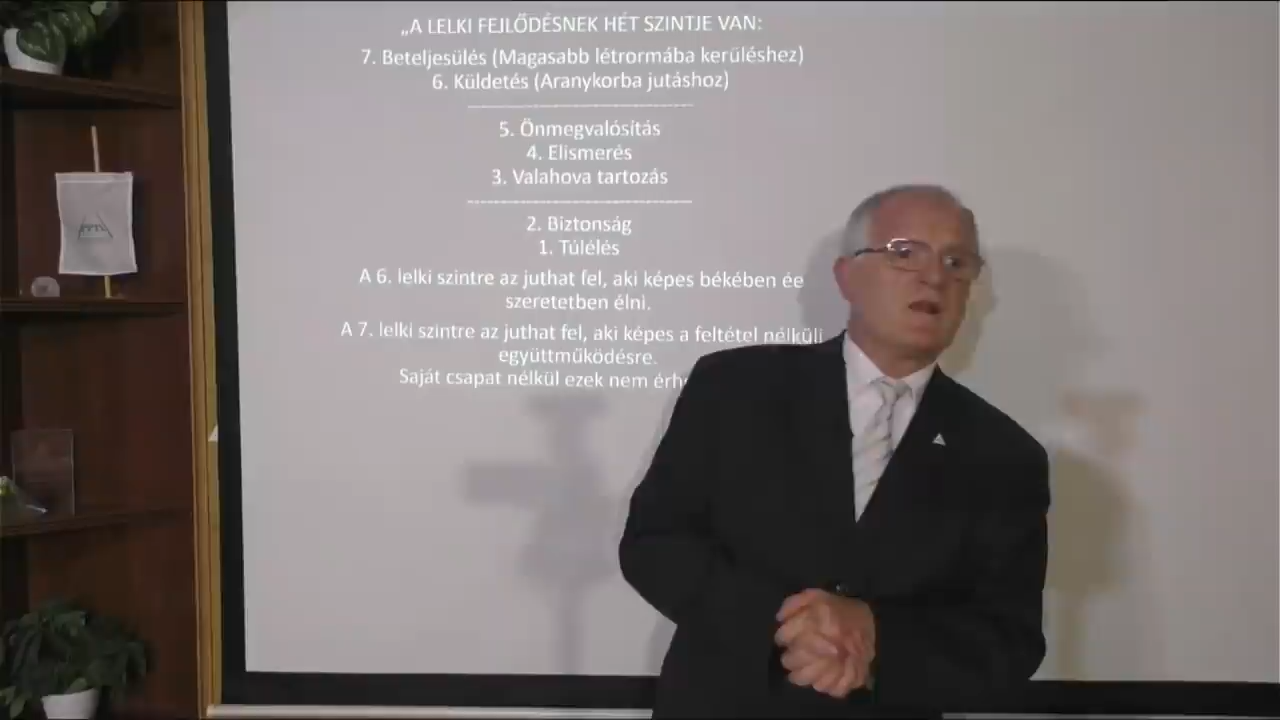 „A LELKI FEJLŐDÉSNEK HÉT SZINTJE VAN:
7. Beteljesülés (Magasabb létrormába kerüléshez)
6. Küldetés (Aranykorba jutáshoz)
5. Önmegvalósítás
4. Elismerés
3. Valahova tartozás
2. Biztonság
1. Túlélés
A 6. lelki szintre az juthat fel, aki képes békében ée
szeretetben élni.
A 7. lelki szintre az juthat fel, aki képes a feltétel nélküli
együttműködésre.
Saját csapat nélkül ezek nem